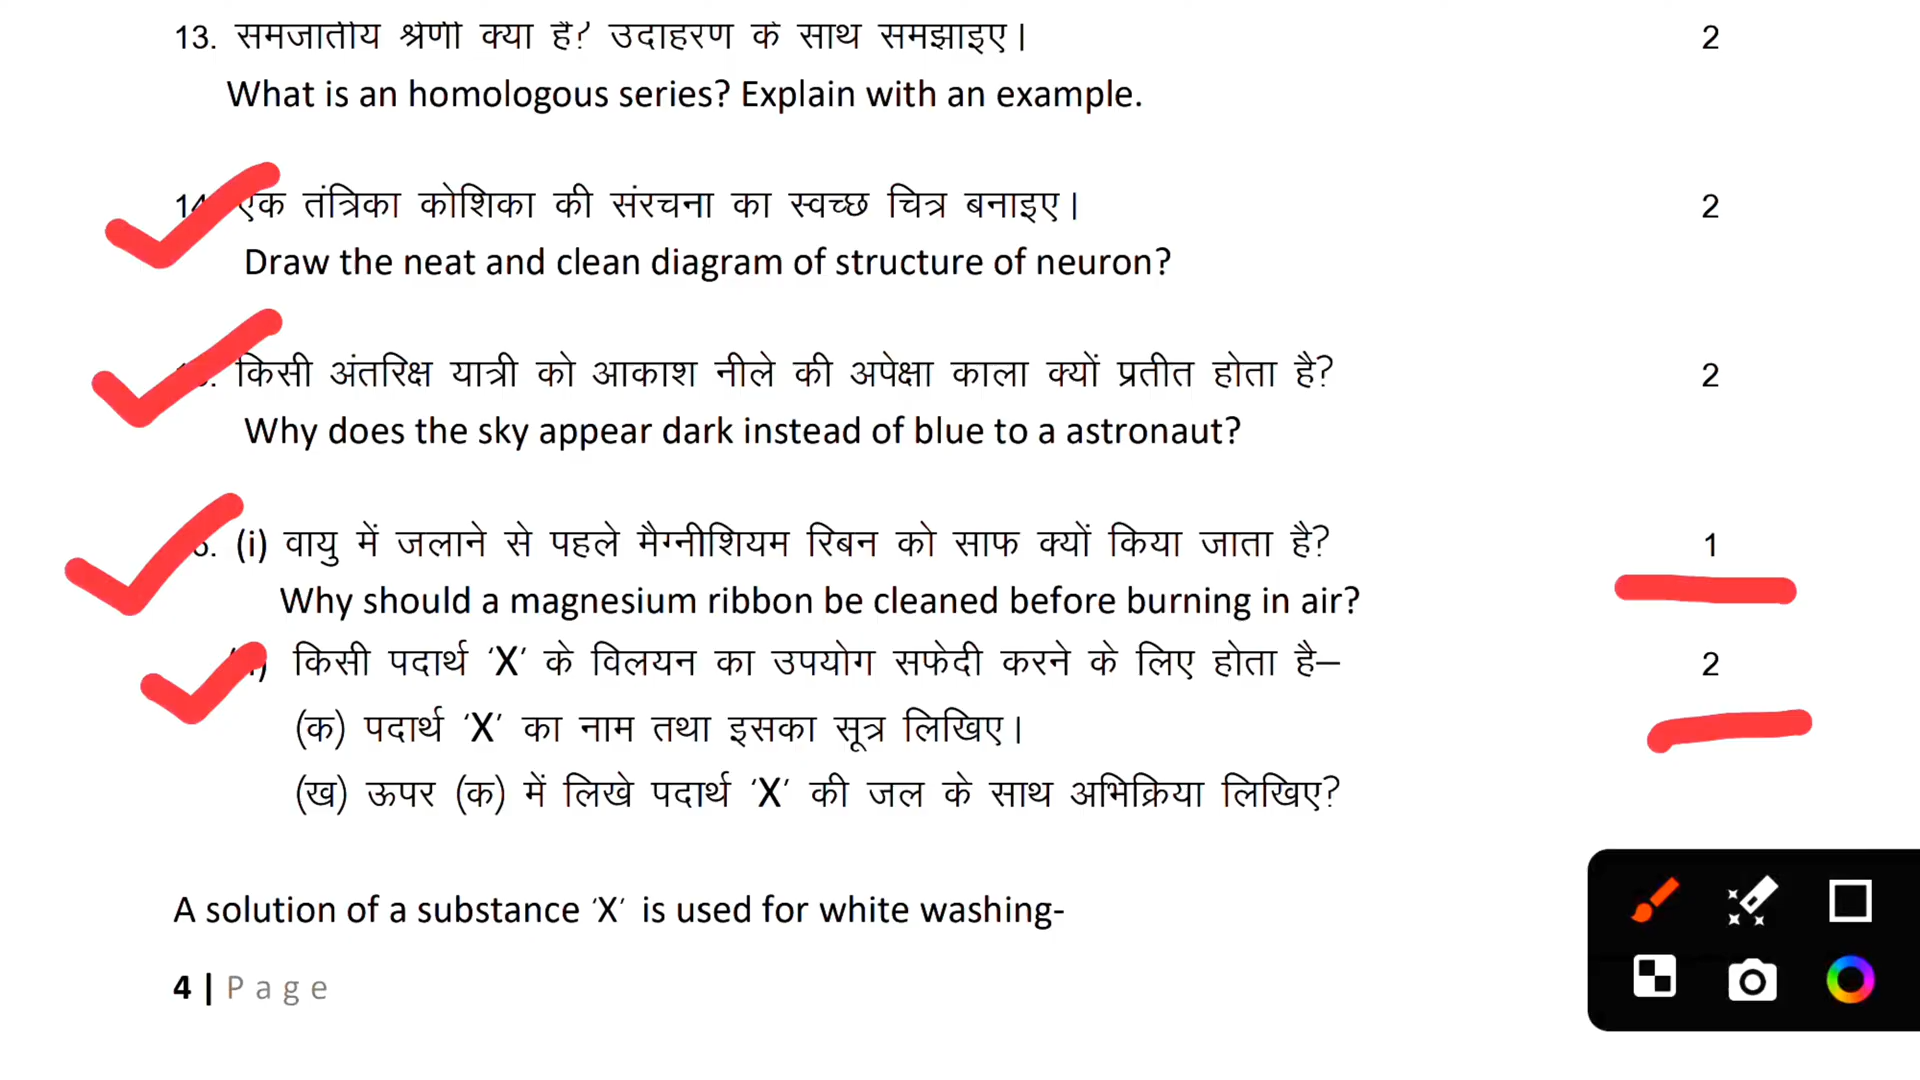 13. समजातीय श्रेणी क्या है? उदाहरण के साथ समझाइए। 2
What is an homologous series? Explain with an example.
14. एक तंत्रिका कोशिका की संरचना का स्वच्छ चित्र बनाइए। 2
Draw the neat and clean diagram of structure of neuron?
किसी अंतरिक्ष यात्री को आकाश नीले की अपेक्षा काला क्यों प्रतीत होता है? 2
Why does the sky appear dark instead of blue to a astronaut?
(i) वायु में जलाने से पहले मैग्नीशियम रिबन को साफ क्यों किया जाता है? 1
Why should a magnesium ribbon be cleaned before burning in air?
किसी पदार्थ ‘X’ के विलयन का उपयोग सफेदी करने के लिए होता है– 2
(क) पदार्थ ‘X’ का नाम तथा इसका सूत्र लिखिए।
(ख) ऊपर (क) में लिखे पदार्थ ‘X’ की जल के साथ अभिक्रिया लिखिए?
A solution of a substance ‘X’ is used for white washing-
4 | Page